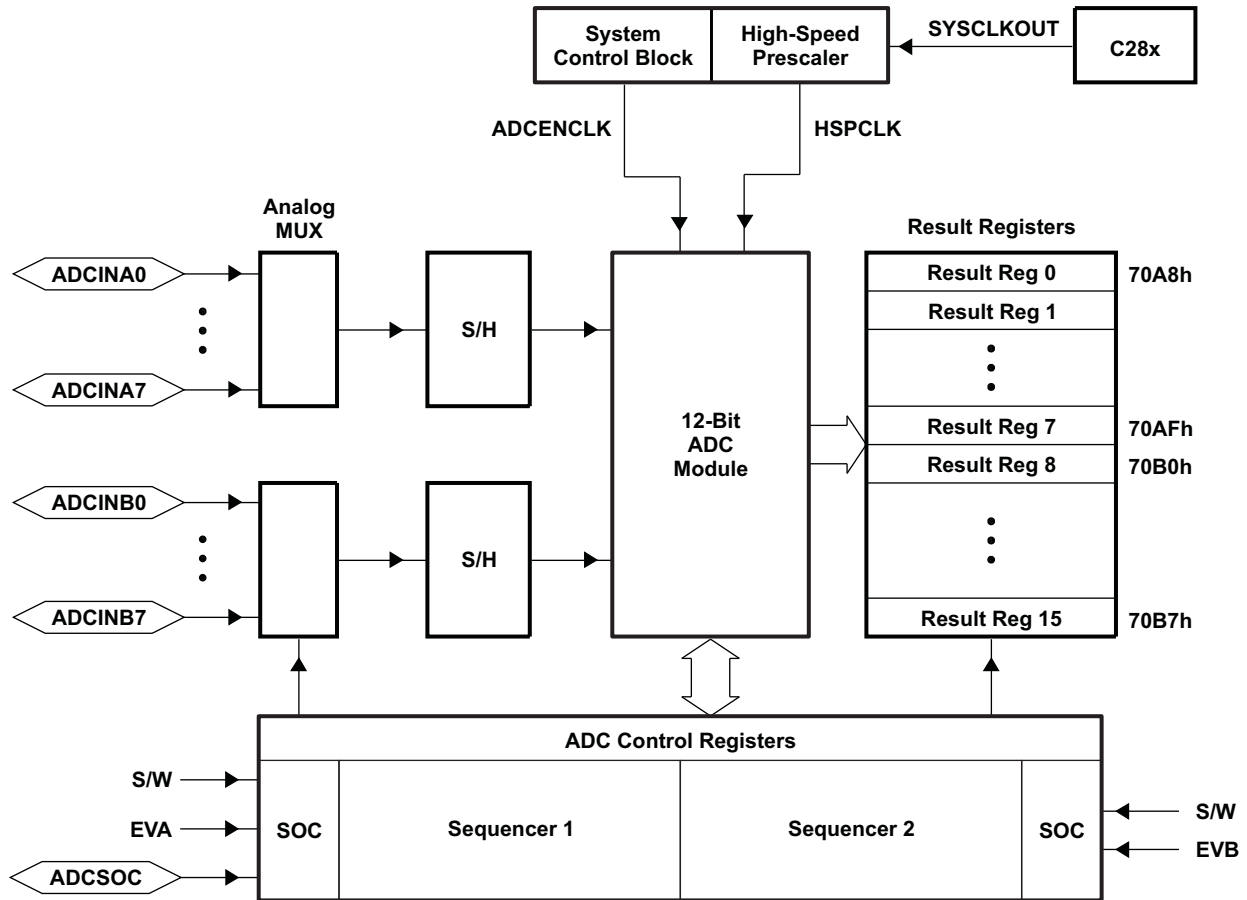 System
Control Block
High-Speed
Prescaler
SYSCLKOUT
C28x
ADCENCLK
HSPCLK
Analog
MUX
Result Registers
ADCINA0
S/H
Result Reg 0
70A8h
Result Reg 1
ADCINA7
12-Bit
ADC
Module
Result Reg 7
70AFh
Result Reg 8
70B0h
ADCINB0
S/H
ADCINB7
Result Reg 15
70B7h
ADC Control Registers
S/W
EVA
ADCSOC
SOC
Sequencer 1
Sequencer 2
SOC
S/W
EVB